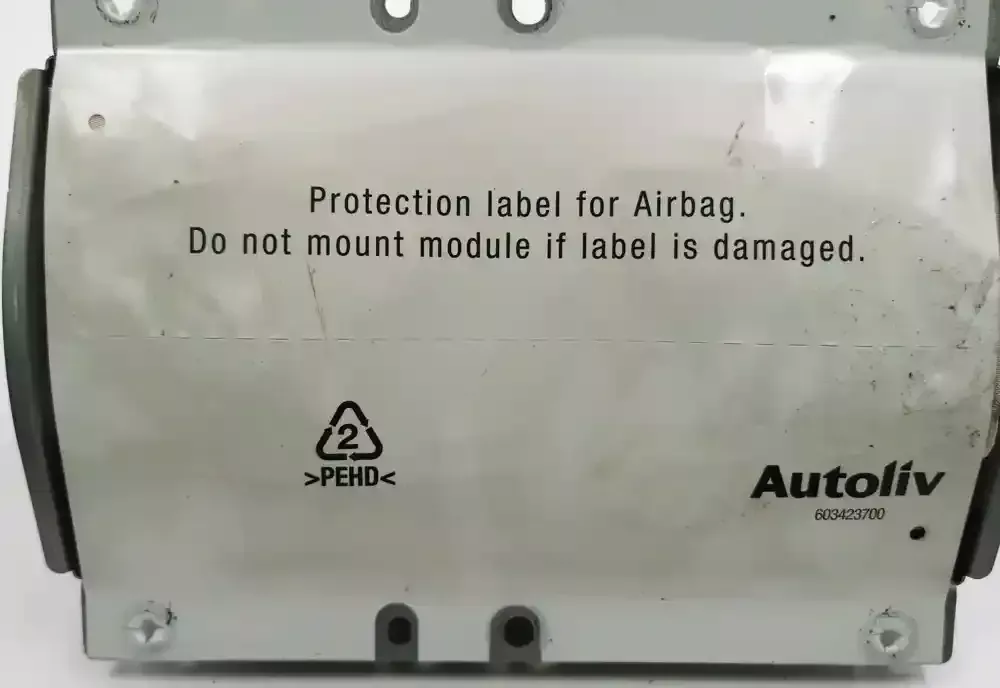 Protection label for Airbag.
Do not mount module if label is damaged.
2
>PEHD<
Autoliv
603423700